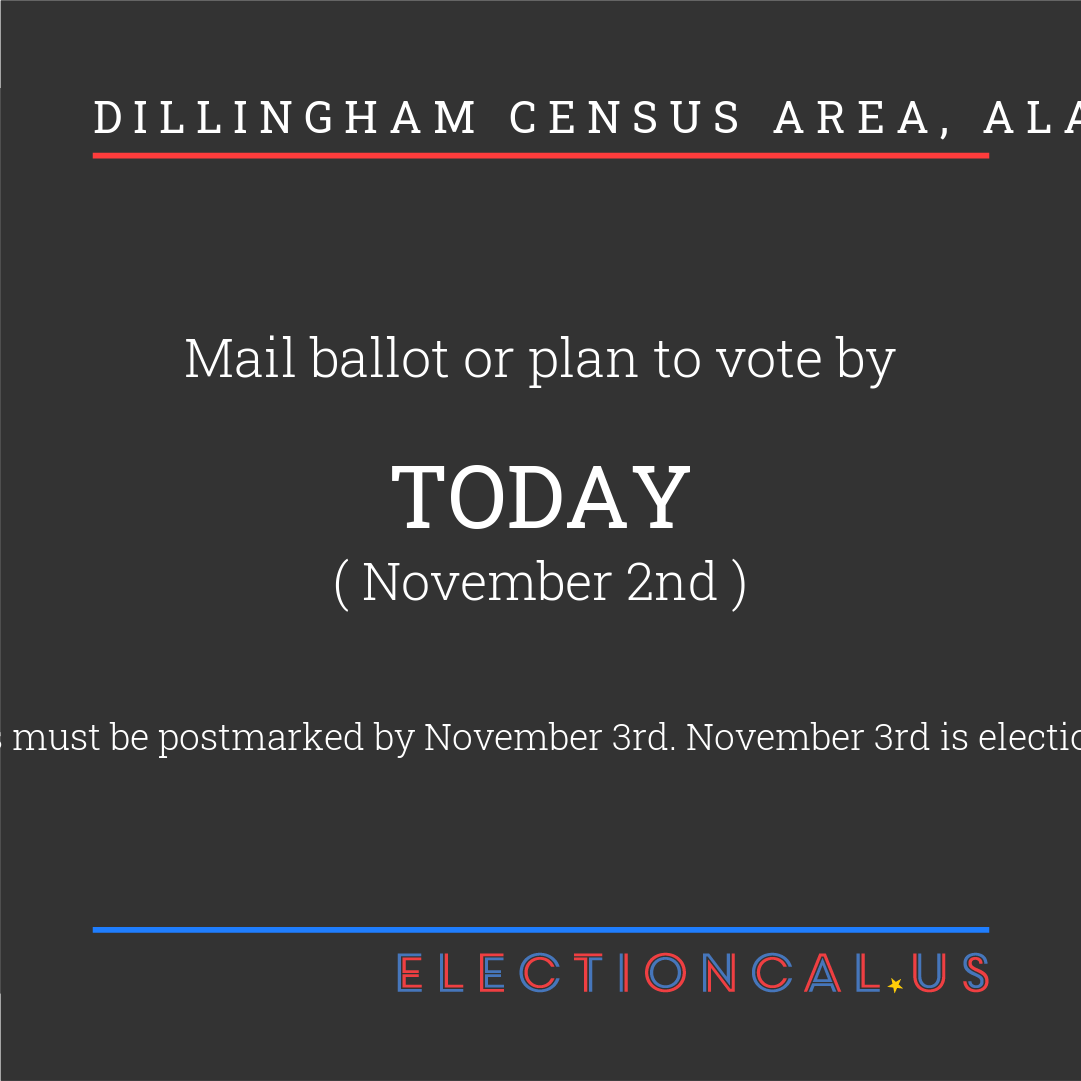 DILLINGHAM CENSUS AREA, ALA
Mail ballot or plan to vote by
TODAY
( November 2nd )
must be postmarked by November 3rd. November 3rd is electio
ELECTIONCAL.US